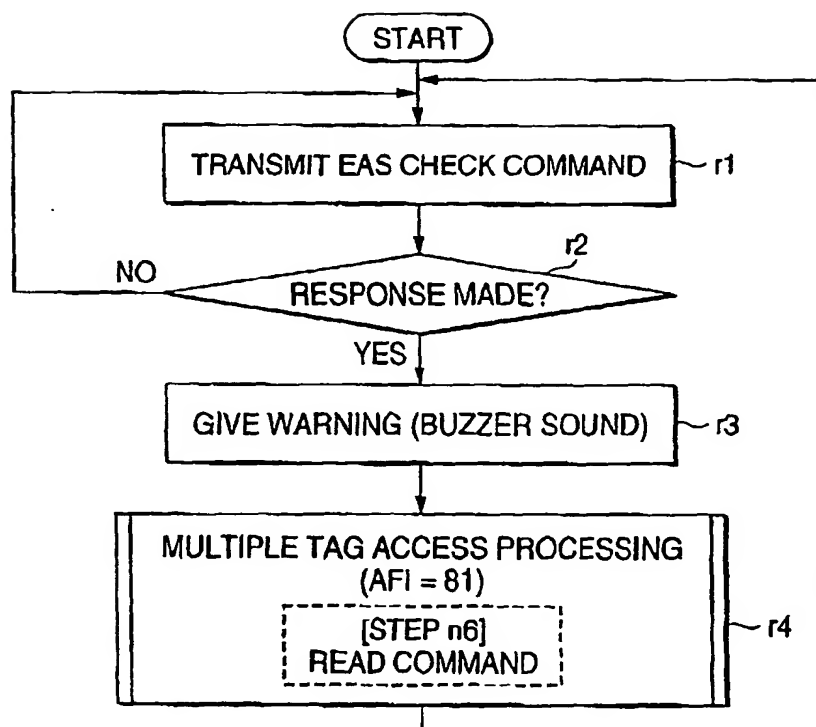 START
TRANSMIT EAS CHECK COMMAND
r1
r2
NO
RESPONSE MADE?
YES
GIVE WARNING (BUZZER SOUND)
r3
MULTIPLE TAG ACCESS PROCESSING
(AFI = 81)
[STEP n6]
READ COMMAND
r4